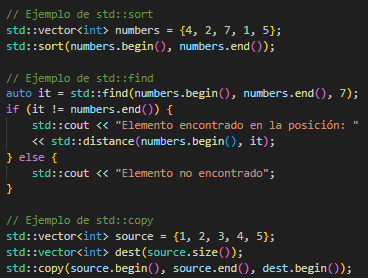 // Ejemplo de std::sort
std::vector<int> numbers = {4, 2, 7, 1, 5};
std::sort(numbers.begin(), numbers.end());

// Ejemplo de std::find
auto it = std::find(numbers.begin(), numbers.end(), 7);
if (it != numbers.end()) {
    std::cout << "Elemento encontrado en la posición: "
    << std::distance(numbers.begin(), it);
} else {
    std::cout << "Elemento no encontrado";
}

// Ejemplo de std::copy
std::vector<int> source = {1, 2, 3, 4, 5};
std::vector<int> dest(source.size());
std::copy(source.begin(), source.end(), dest.begin());